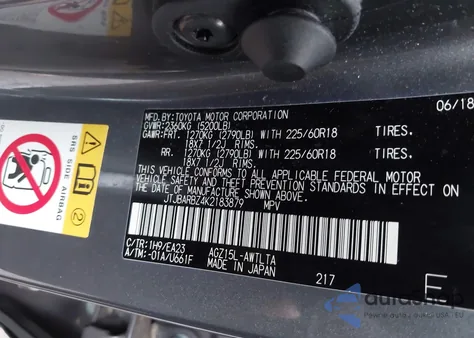 MFD.BY:TOYOTA MOTOR CORPORATION 06/18
GVWR:2360KG (5200LB)
GAWR:FRT. 1270KG (2790LB) WITH 225/60R18 TIRES.
18X7 1/2J RIMS.
RR. 1270KG (2790LB) WITH 225/60R18 TIRES.
18X7 1/2J RIMS.
THIS VEHICLE CONFORMS TO ALL APPLICABLE FEDERAL MOTOR
VEHICLE SAFETY AND THEFT PREVENTION STANDARDS IN EFFECT ON
THE DATE OF MANUFACTURE SHOWN ABOVE.
JTJBARBZ4K2183879 MPV
C/TR:1H9/EA23 AGZ15L-AWTLTA
A/TM:-01A/U661F MADE IN JAPAN 217 E
SRS SIDE AIRBAG
2
autoshop